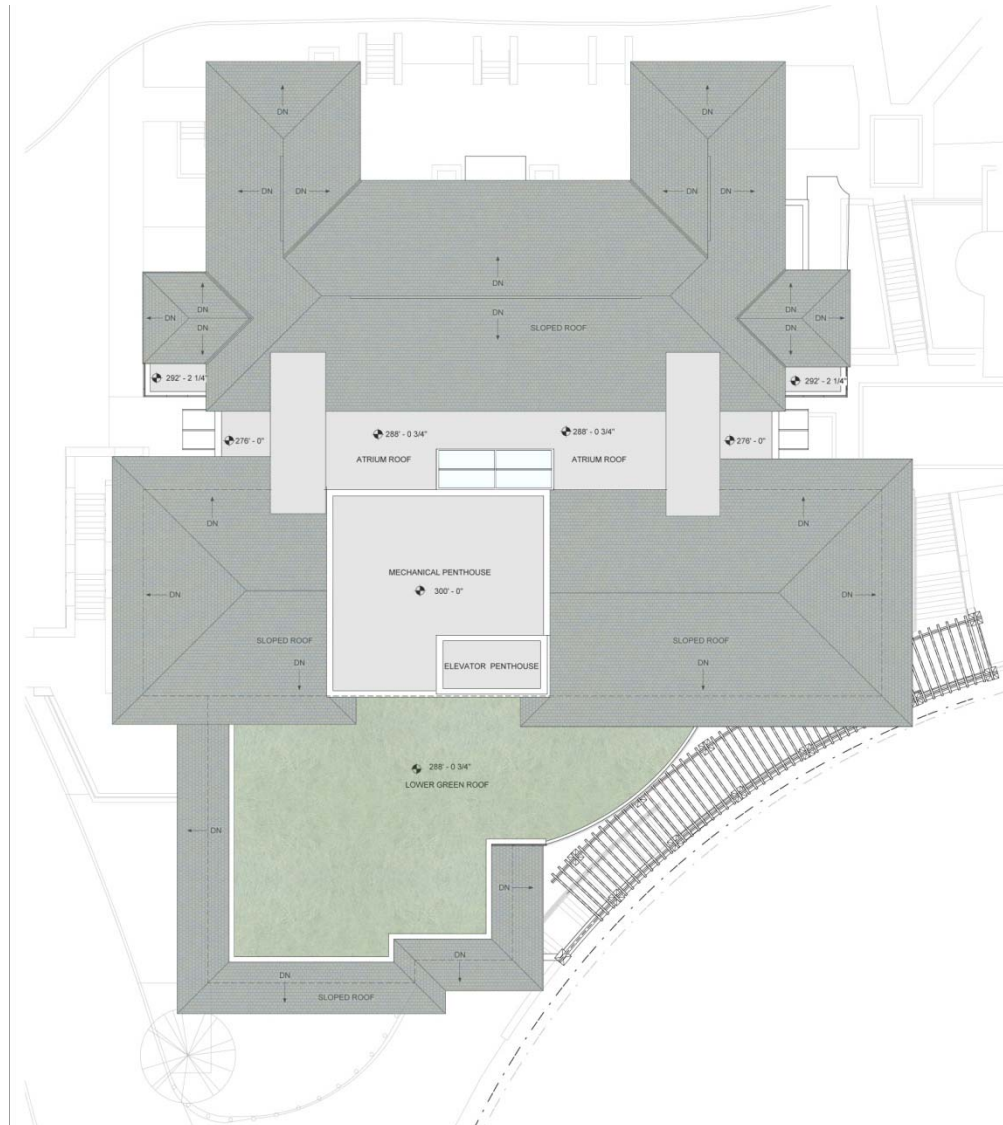 DN
DN
DN
DN
DN
DN
DN
DN
DN
DN
DN
DN
DN
DN
SLOPED ROOF
DN
DN
292' - 2 1/4"
292' - 2 1/4"
276' - 0"
288' - 0 3/4"
288' - 0 3/4"
276' - 0"
ATRIUM ROOF
ATRIUM ROOF
DN
DN
MECHANICAL PENTHOUSE
300' - 0"
DN
DN
SLOPED ROOF
SLOPED ROOF
DN
ELEVATOR PENTHOUSE
DN
288' - 0 3/4"
LOWER GREEN ROOF
DN
DN
DN
DN
SLOPED ROOF